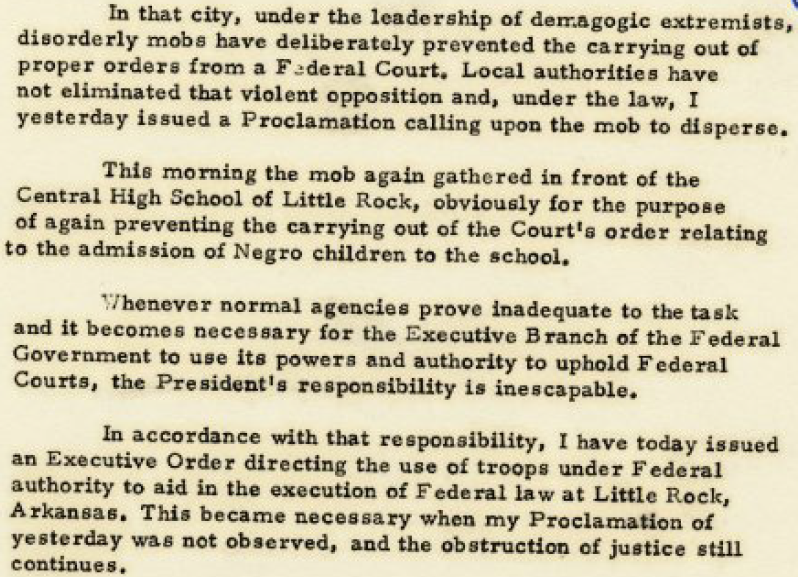 In that city, under the leadership of demagogic extremists,
disorderly mobs have deliberately prevented the carrying out of
proper orders from a Federal Court. Local authorities have
not eliminated that violent opposition and, under the law, I
yesterday issued a Proclamation calling upon the mob to disperse.
This morning the mob again gathered in front of the
Central High School of Little Rock, obviously for the purpose
of again preventing the carrying out of the Court's order relating
to the admission of Negro children to the school.
Whenever normal agencies prove inadequate to the task
and it becomes necessary for the Executive Branch of the Federal
Government to use its powers and authority to uphold Federal
Courts, the President's responsibility is inescapable.
In accordance with that responsibility, I have today issued
an Executive Order directing the use of troops under Federal
authority to aid in the execution of Federal law at Little Rock,
Arkansas. This became necessary when my Proclamation of
yesterday was not observed, and the obstruction of justice still
continues.